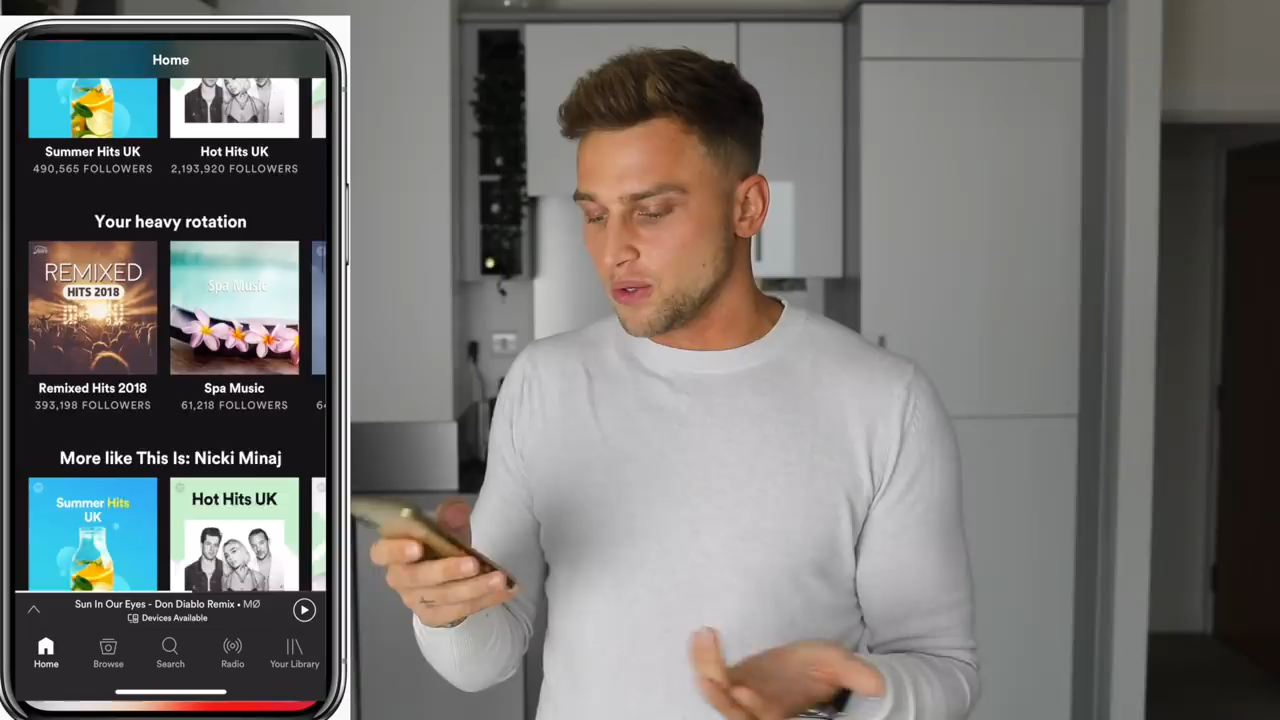 Home
Summer Hits UK
490,565 FOLLOWERS
Hot Hits UK
2,193,920 FOLLOWERS
Your heavy rotation
REMIXED
HITS 2018
Spa Music
Remixed Hits 2018
393,198 FOLLOWERS
Spa Music
61,218 FOLLOWERS
More like This Is: Nicki Minaj
Summer Hits
UK
Hot Hits UK
Sun In Our Eyes - Don Diablo Remix • MØ
Devices Available
Home
Browse
Search
Radio
Your Library